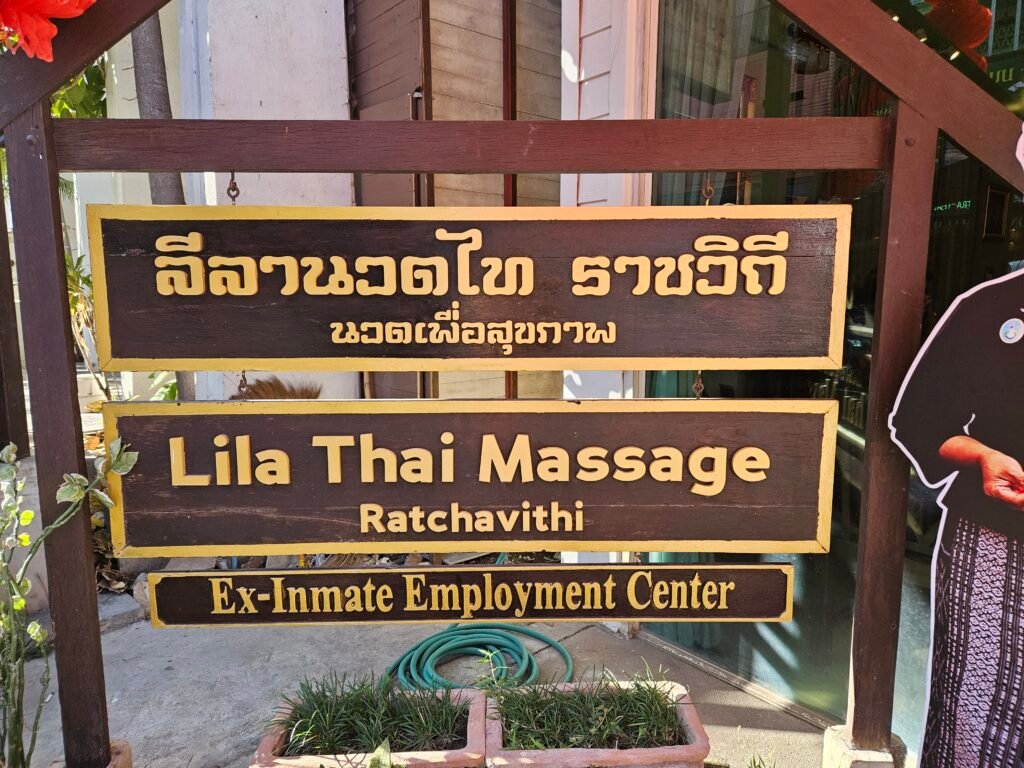 ลีลานวดไทย ราชวิถี
นวดเพื่อสุขภาพ
Lila Thai Massage
Ratchavithi
Ex-Inmate Employment Center